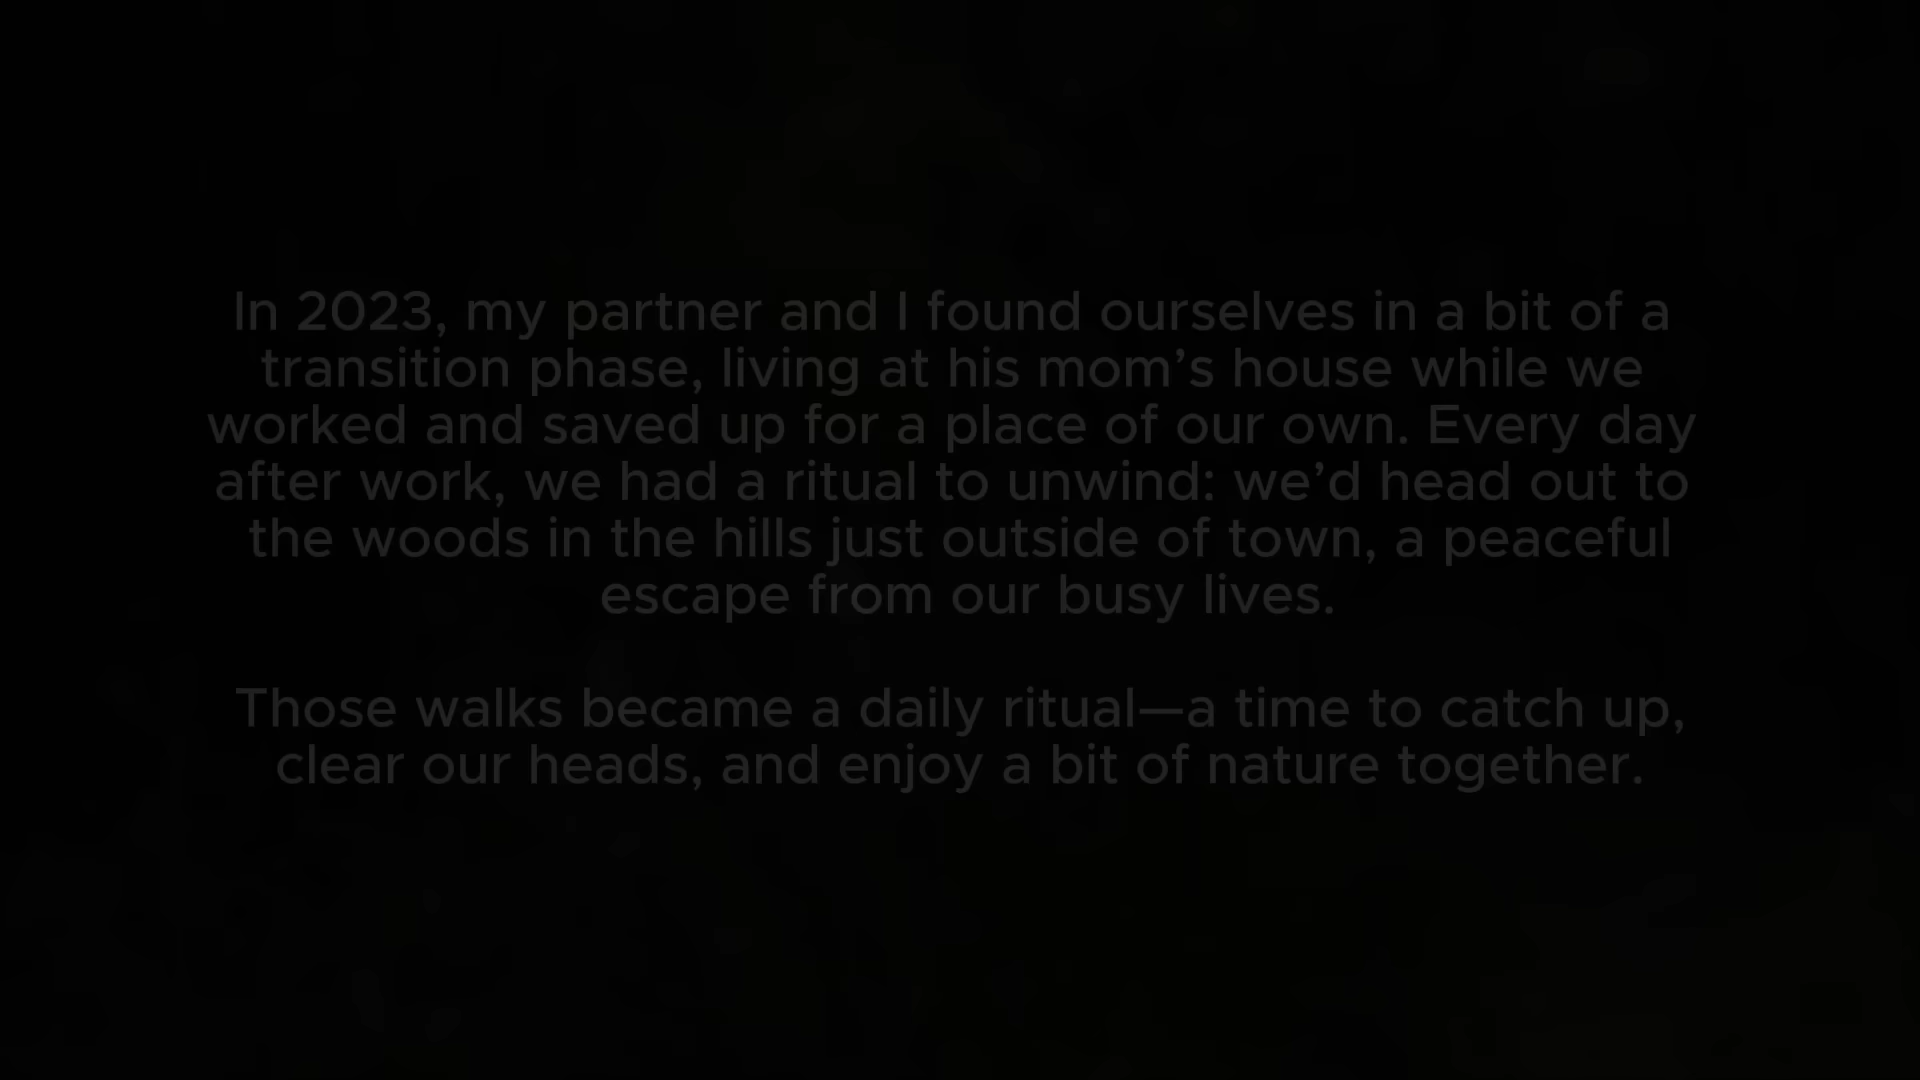 In 2023, my partner and I found ourselves in a bit of a
transition phase, living at his mom’s house while we
worked and saved up for a place of our own. Every day
after work, we had a ritual to unwind: we’d head out to
the woods in the hills just outside of town, a peaceful
escape from our busy lives.
Those walks became a daily ritual—a time to catch up,
clear our heads, and enjoy a bit of nature together.